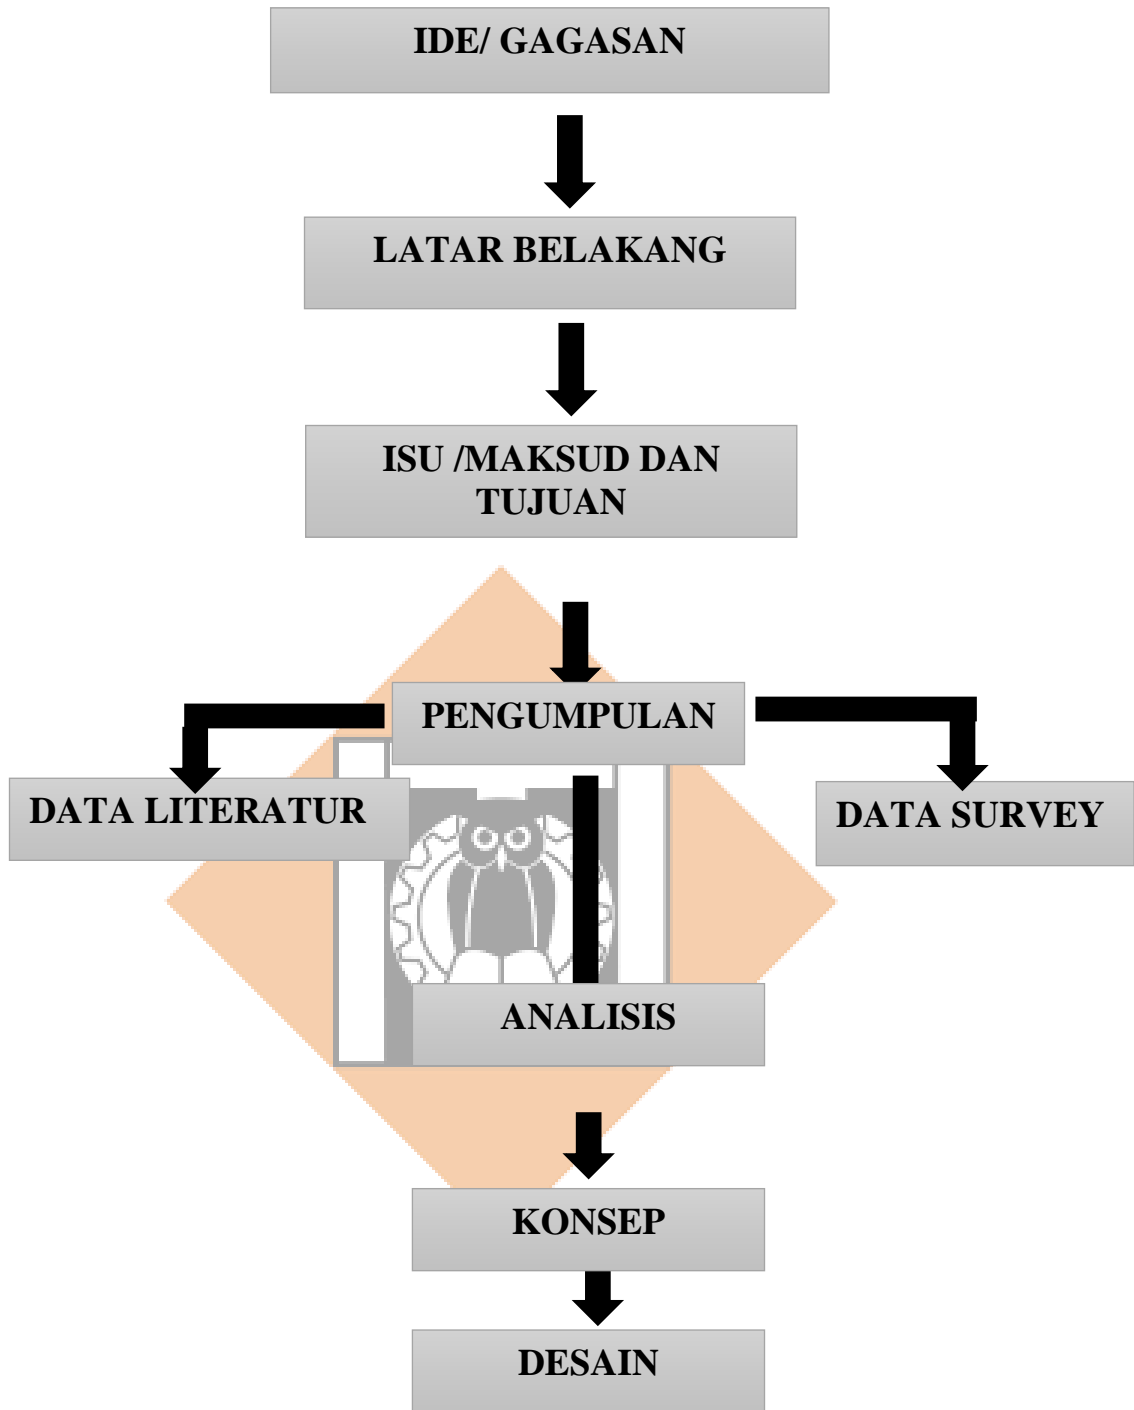 IDE/ GAGASAN
LATAR BELAKANG
ISU /MAKSUD DAN
TUJUAN
PENGUMPULAN
DATA LITERATUR
DATA SURVEY
ANALISIS
KONSEP
DESAIN